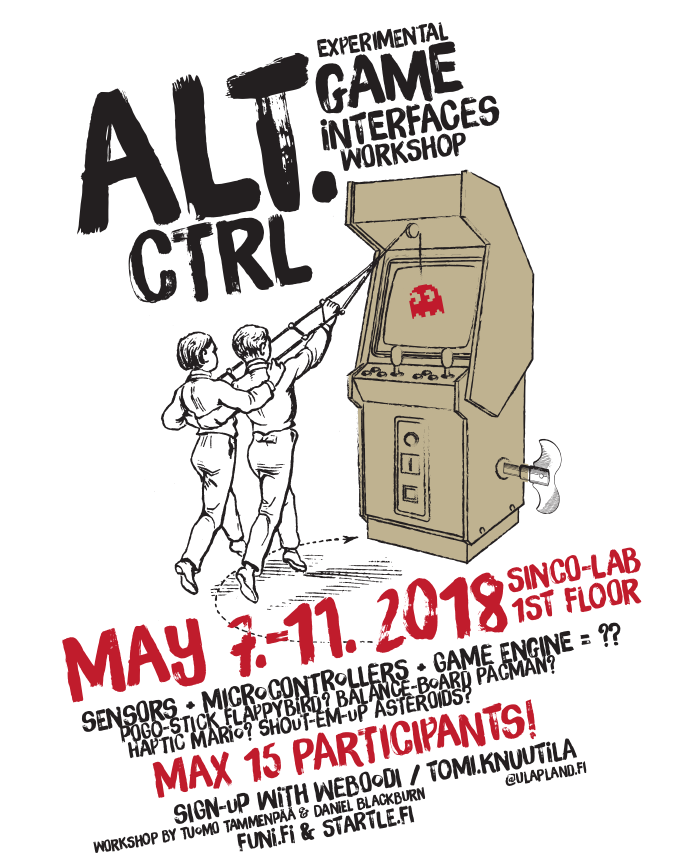 EXPERIMENTAL
GAME
INTERFACES
WORKSHOP
ALT.
CTRL
MAY 7.-11. 2018
SINCO-LAB
1ST FLOOR
SENSORS + MICROCONTROLLERS + GAME ENGINE = ??
POGO-STICK FLAPPYBIRD? BALANCE-BOARD PACMAN?
HAPTIC MARIO? SHOUT-EM-UP ASTEROIDS?
MAX 15 PARTICIPANTS!
SIGN-UP WITH WEBOODI / TOMI.KNUUTILA
@ULAPLAND.FI
WORKSHOP BY TUOMO TAMMENPÄÄ & DANIEL BLACKBURN
FUNI.FI & STARTLE.FI